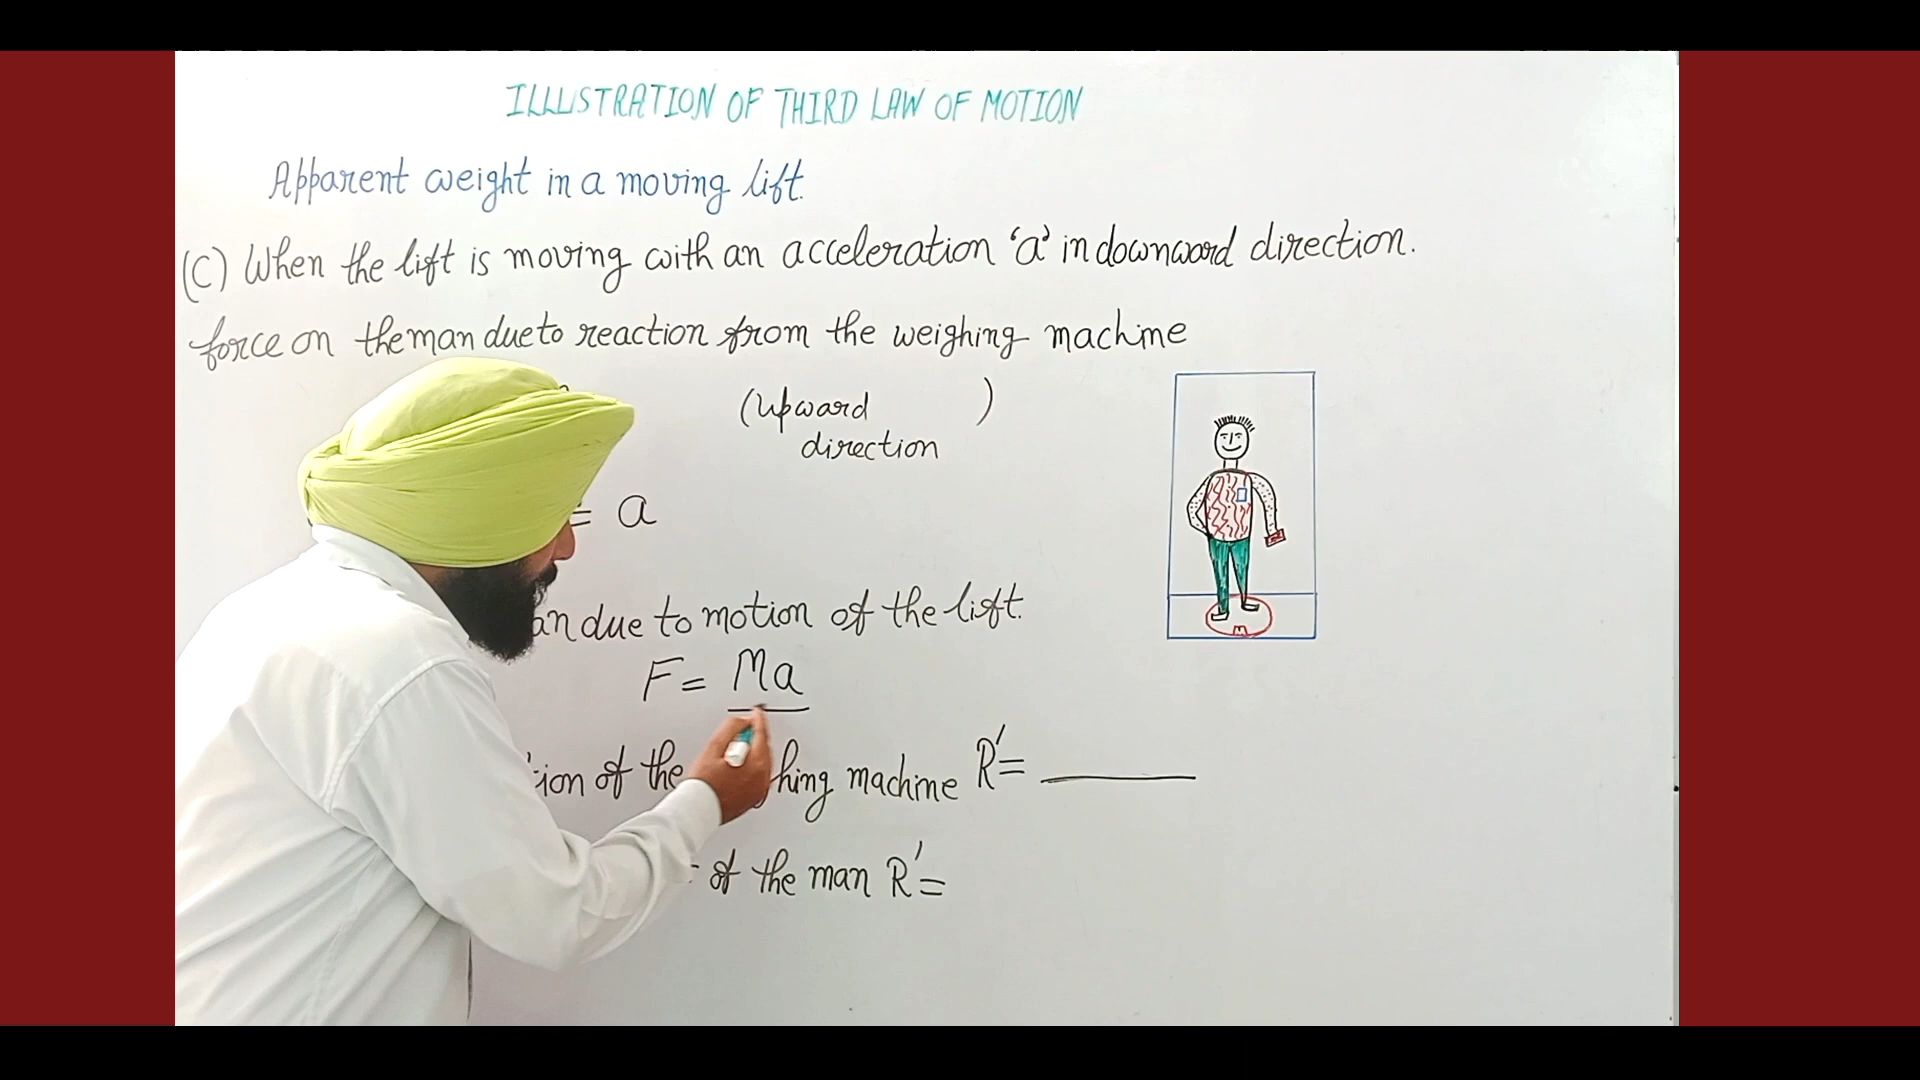 ILLUSTRATION OF THIRD LAW OF MOTION
Apparent weight in a moving lift.
(C) When the lift is moving with an acceleration 'a' in downward direction.
force on the man due to reaction from the weighing machine
(upward )
direction
= a
due to motion of the lift.
F = Ma
of the machine R' =
of the man R' =